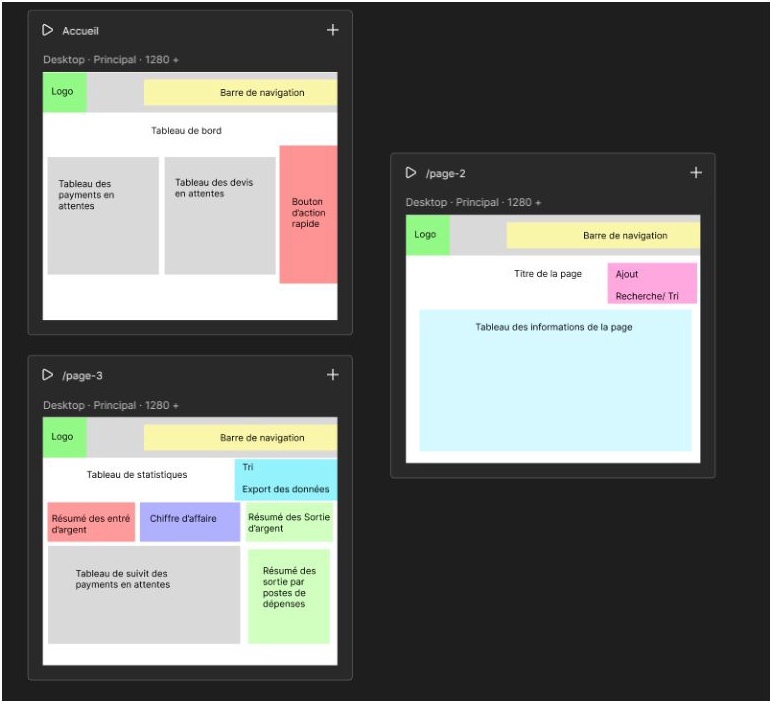 Accueil
Desktop · Principal · 1280 +
Logo
Barre de navigation
Tableau de bord
Tableau des
payments en
attentes
Tableau des devis
en attentes
Bouton
d'action
rapide
/page-2
Desktop · Principal · 1280 +
Logo
Barre de navigation
Titre de la page
Ajout
Recherche/ Tri
Tableau des informations de la page
/page-3
Desktop · Principal · 1280 +
Logo
Barre de navigation
Tableau de statistiques
Tri
Export des données
Résumé des entré
d'argent
Chiffre d'affaire
Résumé des Sortie
d'argent
Tableau de suivit des
payments en attentes
Résumé des
sortie par
postes de
dépenses